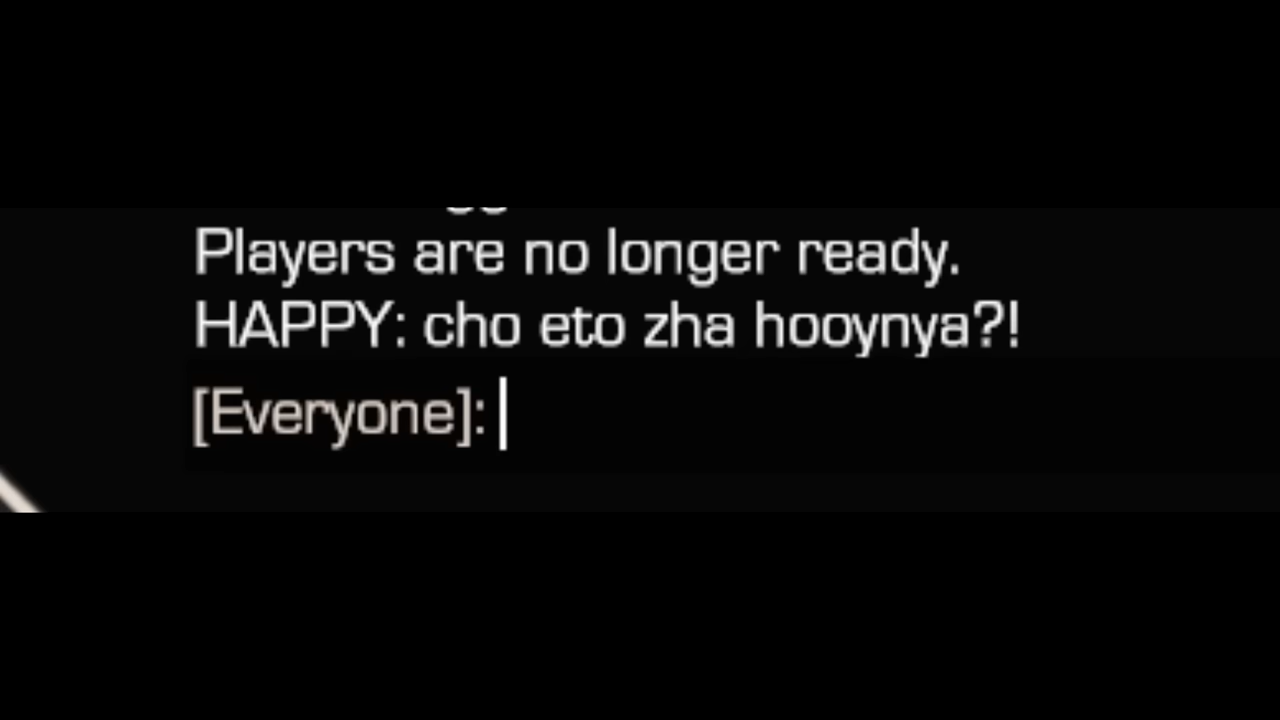 Players are no longer ready.
HAPPY: cho eto zha hooynya?!
[Everyone]: